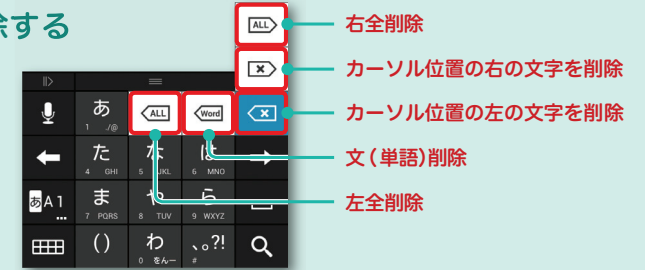 除する
ALL
右全削除
カーソル位置の右の文字を削除
あ
1 ./@
ALL
Word
カーソル位置の左の文字を削除
た
4 GHI
な
5 JKL
は
6 MNO
文(単語)削除
あA1
ま
7 PQRS
や
8 TUV
ら
9 WXYZ
左全削除
()
わ
0 をんー
、。?!
#